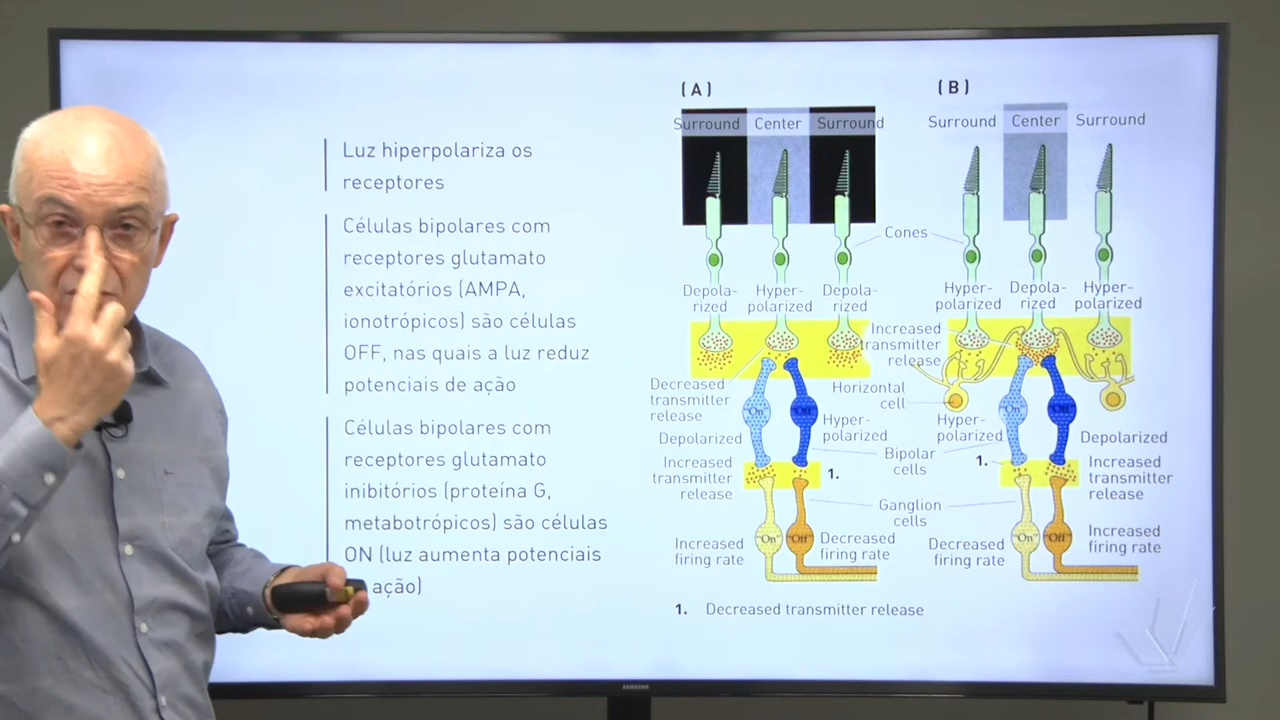 Luz hiperpolariza os
receptores
Células bipolares com
receptores glutamato
excitatórios (AMPA,
ionotrópicos) são células
OFF, nas quais a luz reduz
potenciais de ação
Células bipolares com
receptores glutamato
inibitórios (proteína G,
metabotrópicos) são células
ON (luz aumenta potenciais
ação)
(A)
Surround Center Surround
Depola-
rized
Hyper-
polarized
Depola-
rized
Decreased
transmitter
release
Depolarized
Increased
transmitter
release
"On" "Off"
Hyper-
polarized
1.
Increased
firing rate
"On" "Off"
Decreased
firing rate
Cones
Horizontal
cell
Bipolar
cells
Ganglion
cells
(B)
Surround Center Surround
Hyper-
polarized
Depola-
rized
Hyper-
polarized
Increased
transmitter
release
Hyper-
polarized
"On" "Off"
Depolarized
1.
Increased
transmitter
release
Decreased
firing rate
"On" "Off"
Increased
firing rate
1. Decreased transmitter release
SAMSUNG